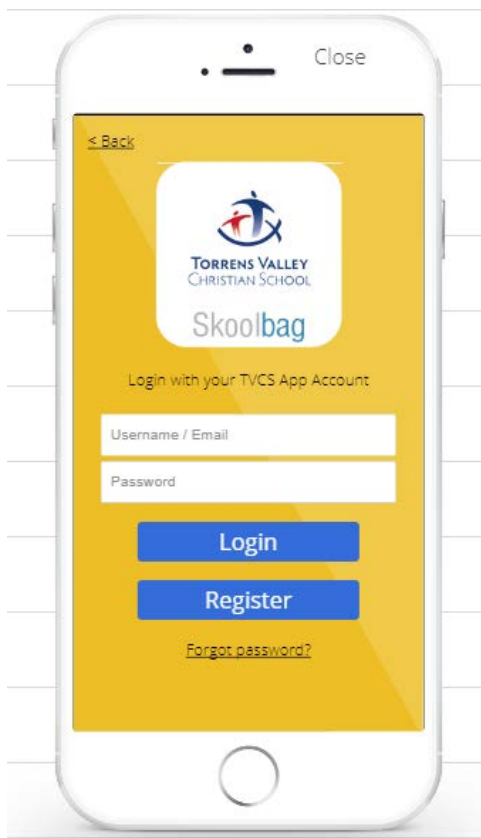 Close
< Back
TORRENS VALLEY
CHRISTIAN SCHOOL
Skoolbag
Login with your TVCS App Account
Username / Email
Password
Login
Register
Forgot password?